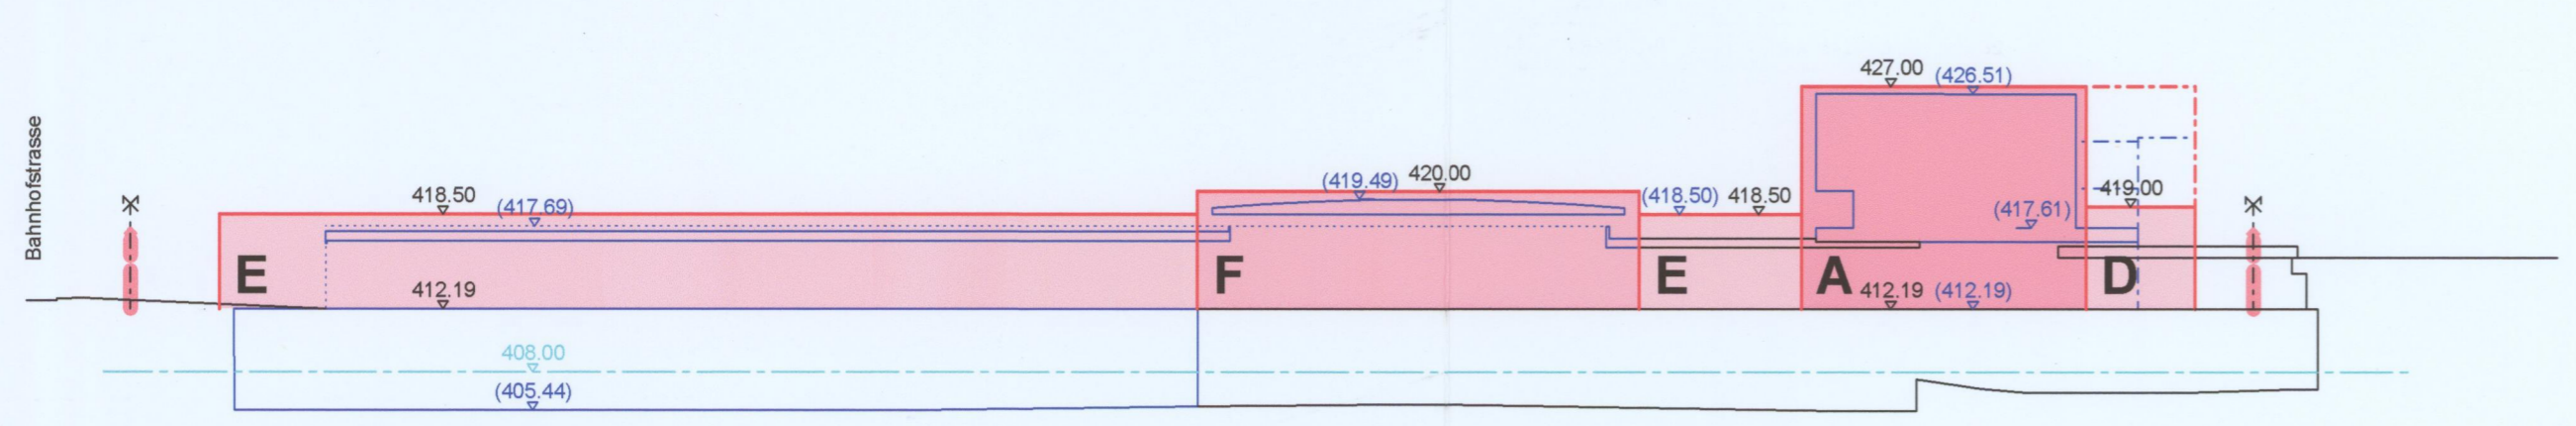 Bahnhofstrasse
427.00 (426.51)
418.50 (417.69)
(419.49) 420.00
(418.50) 418.50
419.00
(417.61)
E
F
E
A
D
412.19
412.19 (412.19)
408.00
(405.44)